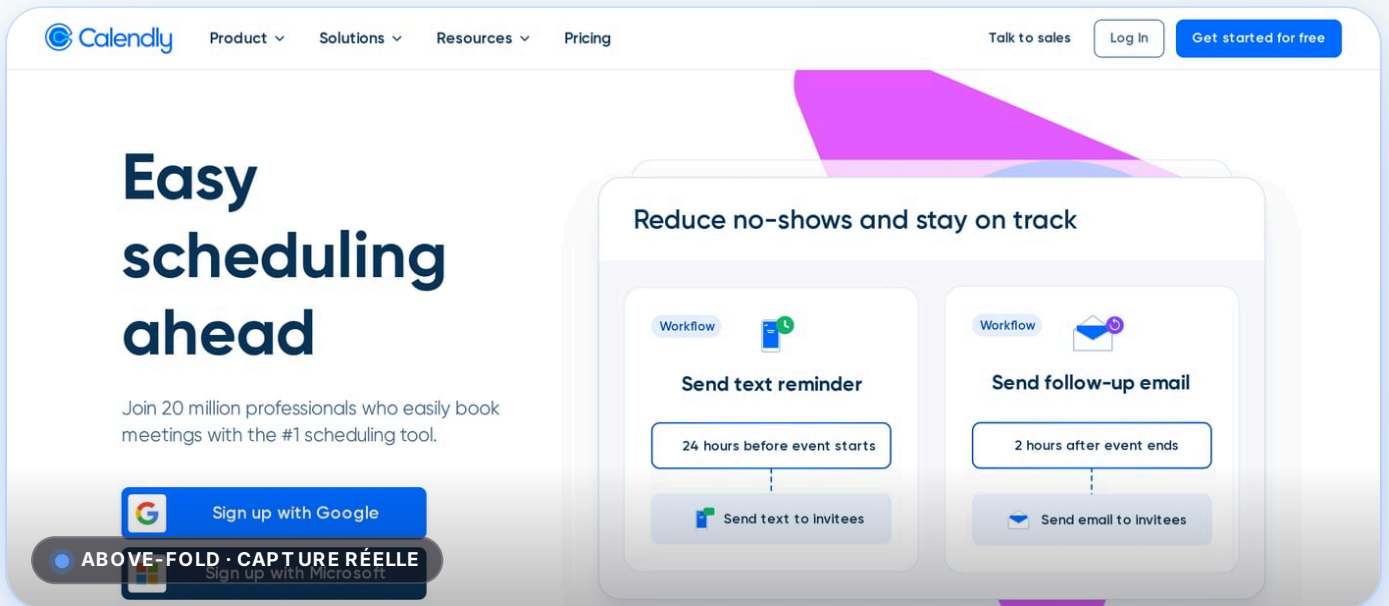 Calendly
Product
Solutions
Resources
Pricing
Talk to sales
Log In
Get started for free
Easy
scheduling
ahead
Join 20 million professionals who easily book
meetings with the #1 scheduling tool.
Sign up with Google
Sign up with Microsoft
ABOVE-FOLD · CAPTURE RÉELLE
Reduce no-shows and stay on track
Workflow
Send text reminder
24 hours before event starts
Send text to invitees
Workflow
Send follow-up email
2 hours after event ends
Send email to invitees